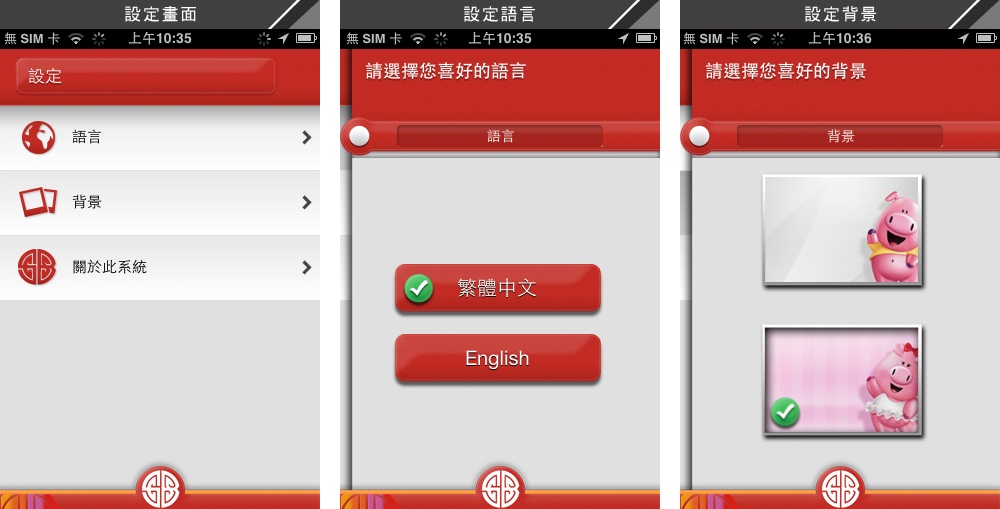 設定畫面
無 SIM 卡
上午10:35
設定
語言
背景
關於此系統
設定語言
無 SIM 卡
上午10:35
請選擇您喜好的語言
語言
繁體中文
English
設定背景
無 SIM 卡
上午10:36
請選擇您喜好的背景
背景